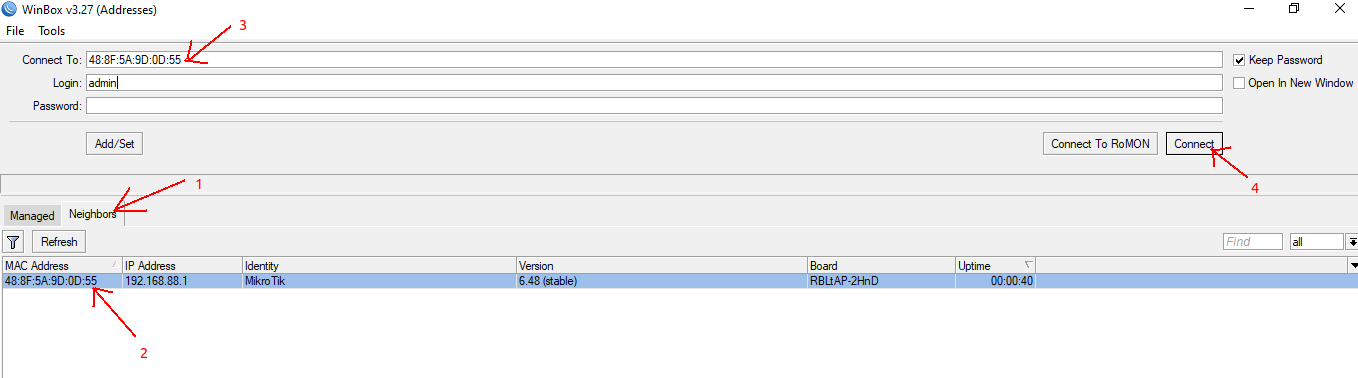 WinBox v3.27 (Addresses)
File Tools
3
Connect To: 48:8F:5A:9D:0D:55 Keep Password
Login: admin Open In New Window
Password:
Add/Set Connect To RoMON Connect
1 4
Managed Neighbors
Refresh Find all
MAC Address IP Address Identity Version Board Uptime
48:8F:5A:9D:0D:55 192.168.88.1 MikroTik 6.48 (stable) RBLtAP-2HnD 00:00:40
2